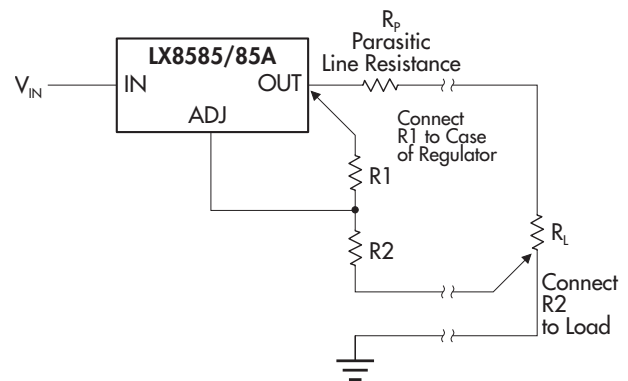 R_P
Parasitic
Line Resistance
LX8585/85A
V_IN
IN
OUT
ADJ
Connect
R1 to Case
of Regulator
R1
R2
R_L
Connect
R2
to Load